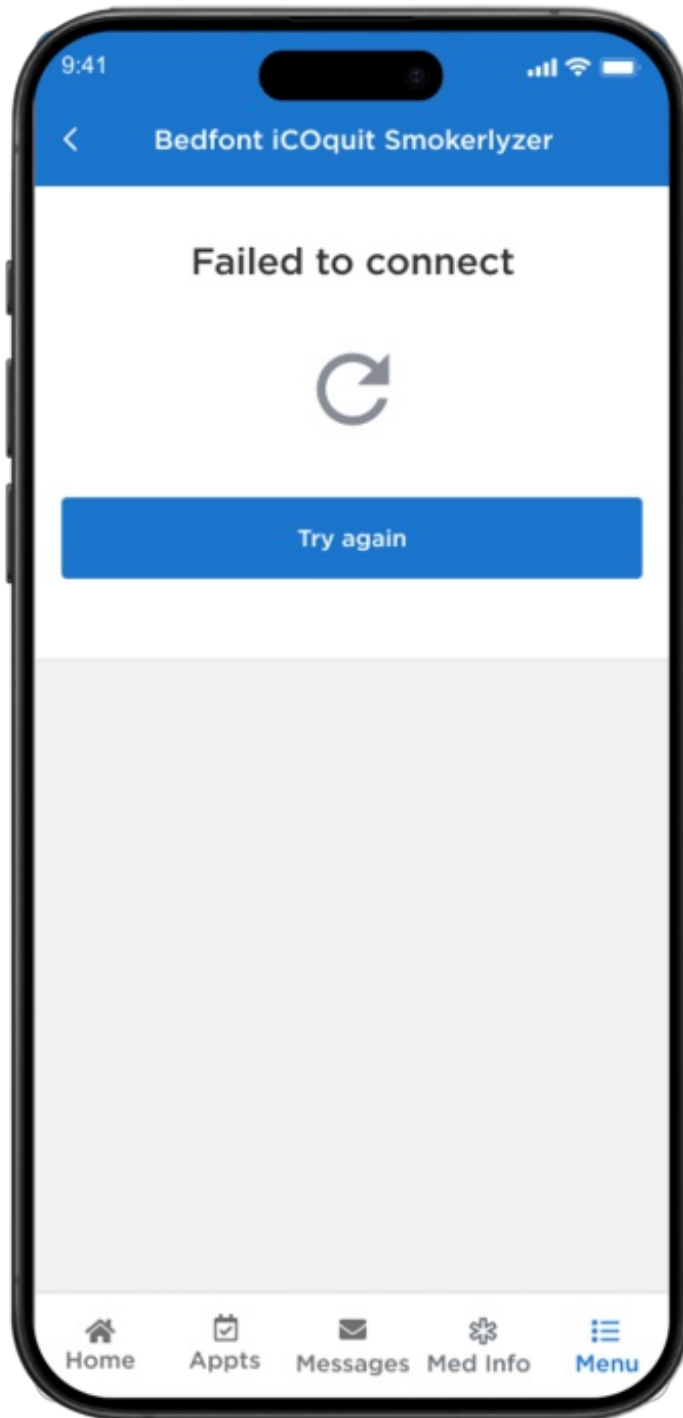 9:41
Bedfont iCOquit Smokerlyzer
Failed to connect
Try again
Home Appts Messages Med Info Menu